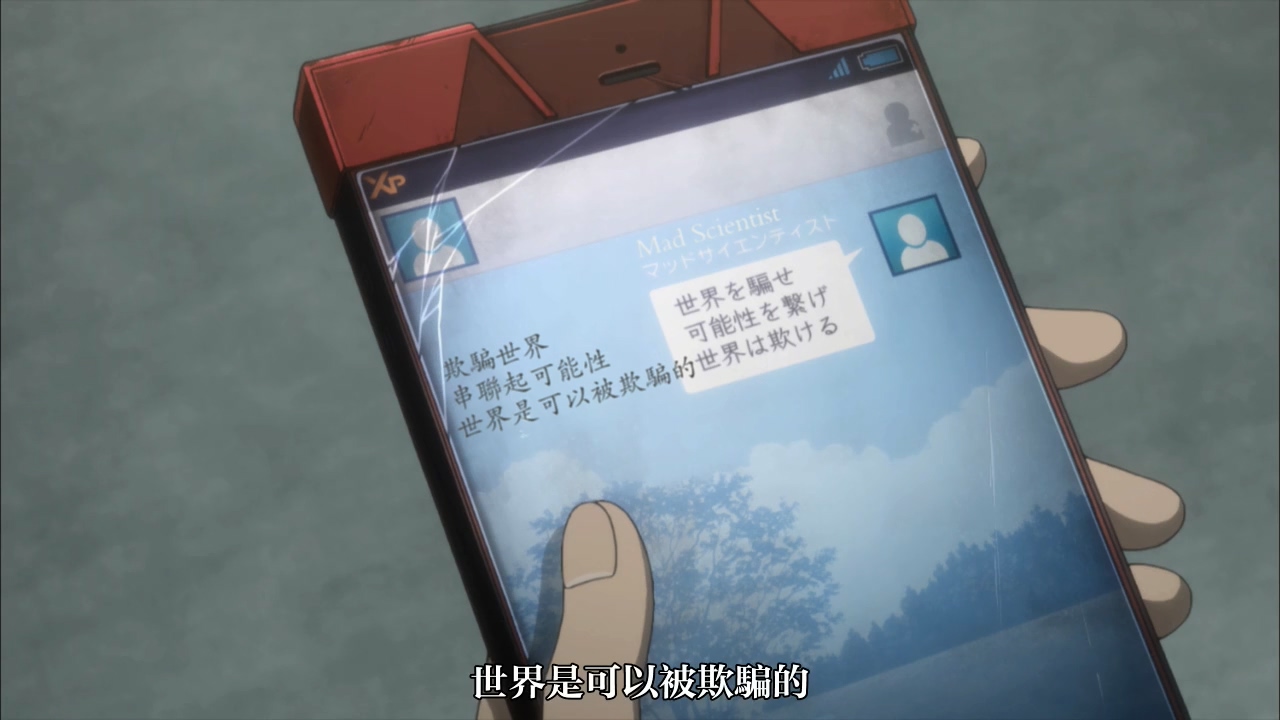 XP
Mad Scientist
マッドサイエンティスト
世界を騙せ
可能性を繋げ
世界は欺ける
欺騙世界
串聯起可能性
世界是可以被欺騙的
世界是可以被欺騙的